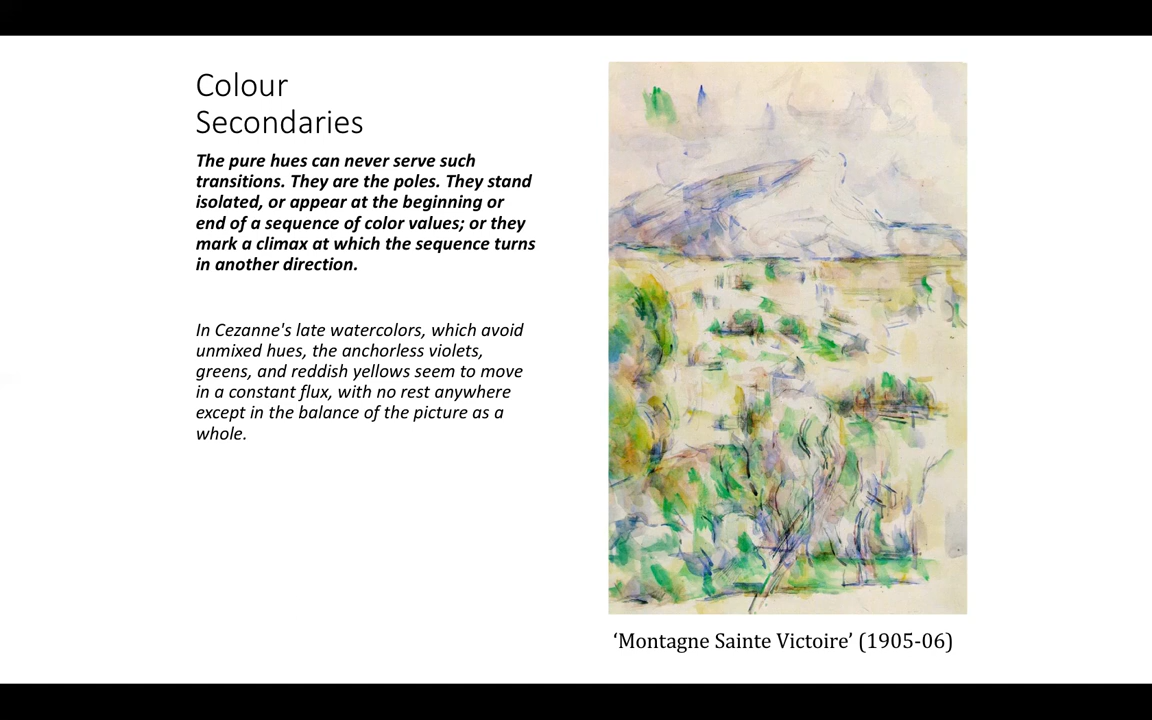 Colour
Secondaries
The pure hues can never serve such
transitions. They are the poles. They stand
isolated, or appear at the beginning or
end of a sequence of color values; or they
mark a climax at which the sequence turns
in another direction.
In Cezanne's late watercolors, which avoid
unmixed hues, the anchorless violets,
greens, and reddish yellows seem to move
in a constant flux, with no rest anywhere
except in the balance of the picture as a
whole.
‘Montagne Sainte Victoire’ (1905-06)